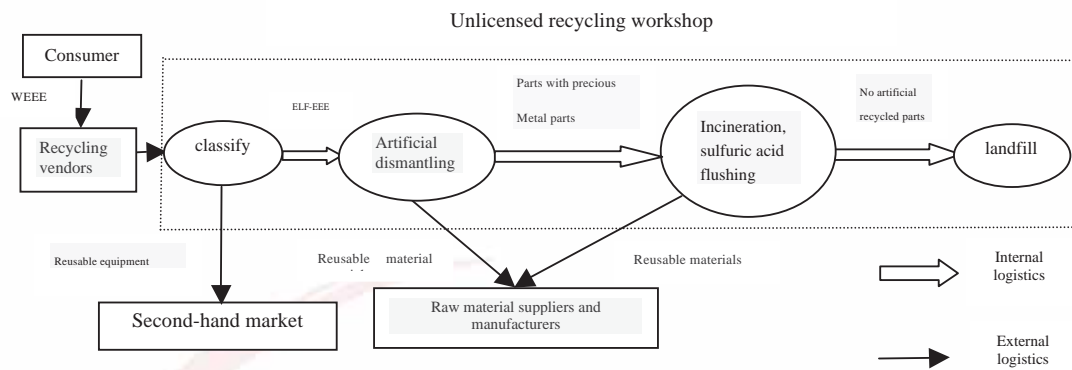 Unlicensed recycling workshop
Consumer
WEEE
Recycling
vendors
classify
ELF-EEE
Artificial
dismantling
Parts with precious
Metal parts
Incineration,
sulfuric acid
flushing
No artificial
recycled parts
landfill
Reusable equipment
Reusable material
Reusable materials
Second-hand market
Raw material suppliers and
manufacturers
Internal
logistics
External
logistics